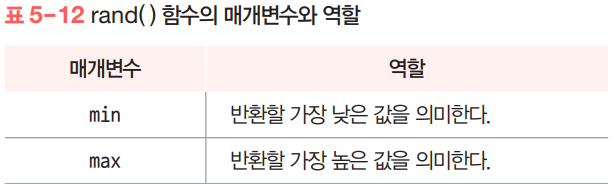 표 5-12 rand( ) 함수의 매개변수와 역할
매개변수 역할
min 반환할 가장 낮은 값을 의미한다.
max 반환할 가장 높은 값을 의미한다.